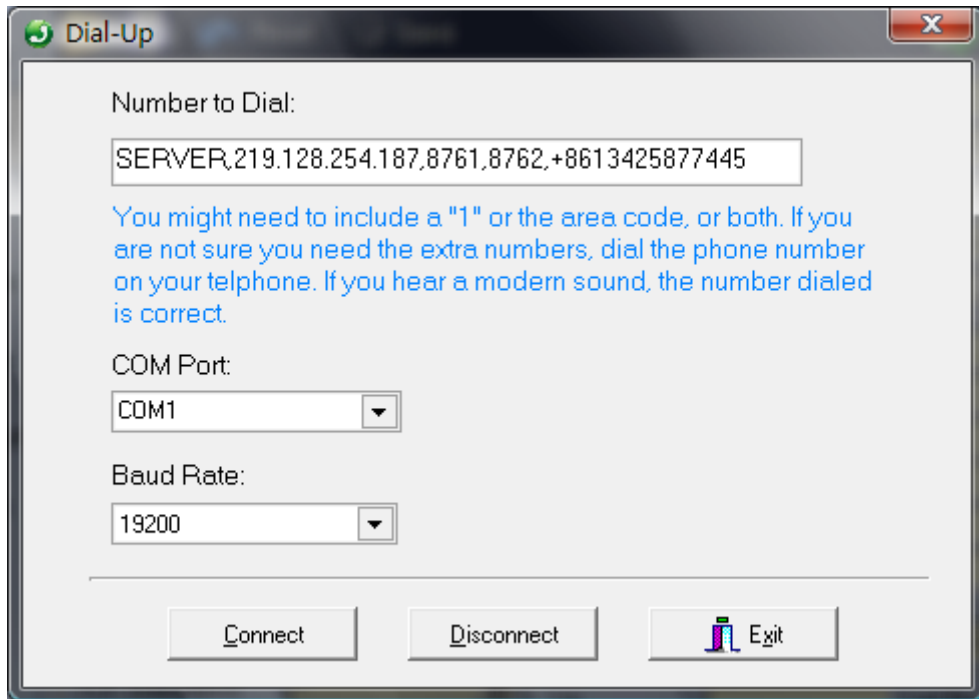 Dial-Up
Number to Dial:
SERVER,219.128.254.187,8761,8762,+8613425877445
You might need to include a "1" or the area code, or both. If you
are not sure you need the extra numbers, dial the phone number
on your telphone. If you hear a modern sound, the number dialed
is correct.
COM Port:
COM1
Baud Rate:
19200
Connect
Disconnect
Exit